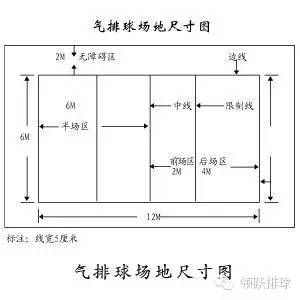 气排球场地尺寸图
2M 无障碍区 边线
6M 中线 限制线
6M 半场区 6M
前场区 后场区
2M 4M
12M
标注：线宽5厘米
气排球场地尺寸图
领跃排球